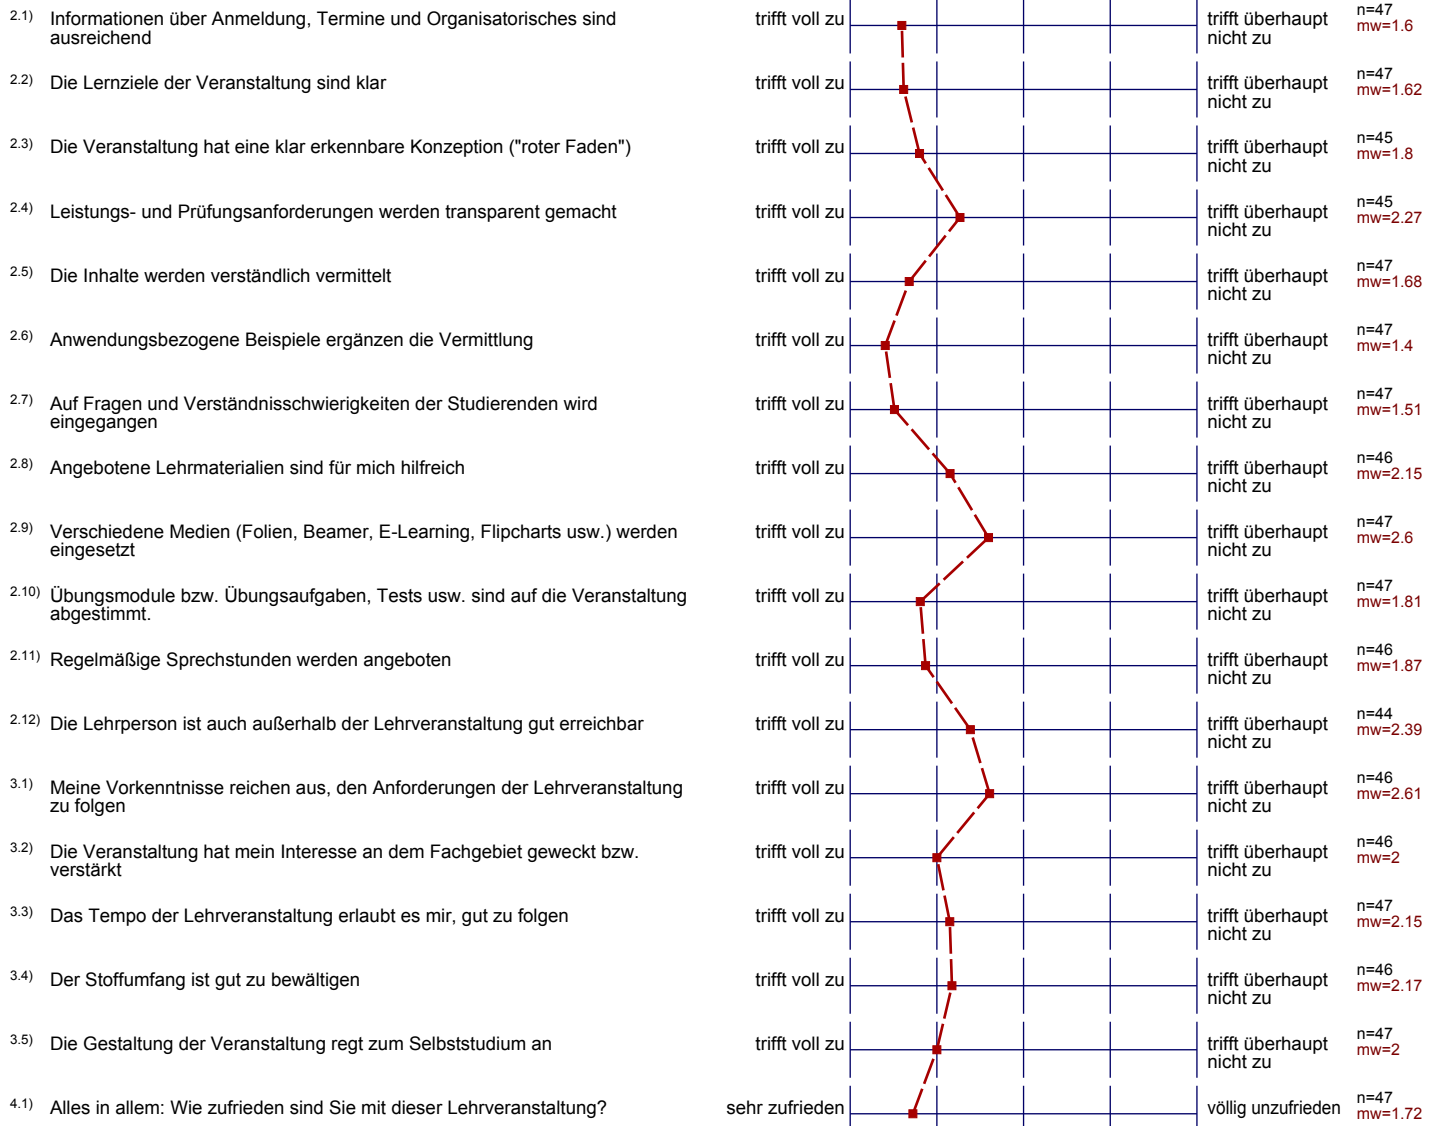 2.1) Informationen über Anmeldung, Termine und Organisatorisches sind trifft voll zu trifft überhaupt n=47
ausreichend nicht zu mw=1.6
2.2) Die Lernziele der Veranstaltung sind klar trifft voll zu trifft überhaupt n=47
nicht zu mw=1.62
2.3) Die Veranstaltung hat eine klar erkennbare Konzeption ("roter Faden") trifft voll zu trifft überhaupt n=45
nicht zu mw=1.8
2.4) Leistungs- und Prüfungsanforderungen werden transparent gemacht trifft voll zu trifft überhaupt n=45
nicht zu mw=2.27
2.5) Die Inhalte werden verständlich vermittelt trifft voll zu trifft überhaupt n=47
nicht zu mw=1.68
2.6) Anwendungsbezogene Beispiele ergänzen die Vermittlung trifft voll zu trifft überhaupt n=47
nicht zu mw=1.4
2.7) Auf Fragen und Verständnisschwierigkeiten der Studierenden wird trifft voll zu trifft überhaupt n=47
eingegangen nicht zu mw=1.51
2.8) Angebotene Lehrmaterialien sind für mich hilfreich trifft voll zu trifft überhaupt n=46
nicht zu mw=2.15
2.9) Verschiedene Medien (Folien, Beamer, E-Learning, Flipcharts usw.) werden trifft voll zu trifft überhaupt n=47
eingesetzt nicht zu mw=2.6
2.10) Übungsmodule bzw. Übungsaufgaben, Tests usw. sind auf die Veranstaltung trifft voll zu trifft überhaupt n=47
abgestimmt. nicht zu mw=1.81
2.11) Regelmäßige Sprechstunden werden angeboten trifft voll zu trifft überhaupt n=46
nicht zu mw=1.87
2.12) Die Lehrperson ist auch außerhalb der Lehrveranstaltung gut erreichbar trifft voll zu trifft überhaupt n=44
nicht zu mw=2.39
3.1) Meine Vorkenntnisse reichen aus, den Anforderungen der Lehrveranstaltung trifft voll zu trifft überhaupt n=46
zu folgen nicht zu mw=2.61
3.2) Die Veranstaltung hat mein Interesse an dem Fachgebiet geweckt bzw. trifft voll zu trifft überhaupt n=46
verstärkt nicht zu mw=2
3.3) Das Tempo der Lehrveranstaltung erlaubt es mir, gut zu folgen trifft voll zu trifft überhaupt n=47
nicht zu mw=2.15
3.4) Der Stoffumfang ist gut zu bewältigen trifft voll zu trifft überhaupt n=46
nicht zu mw=2.17
3.5) Die Gestaltung der Veranstaltung regt zum Selbststudium an trifft voll zu trifft überhaupt n=47
nicht zu mw=2
4.1) Alles in allem: Wie zufrieden sind Sie mit dieser Lehrveranstaltung? sehr zufrieden völlig unzufrieden n=47
mw=1.72